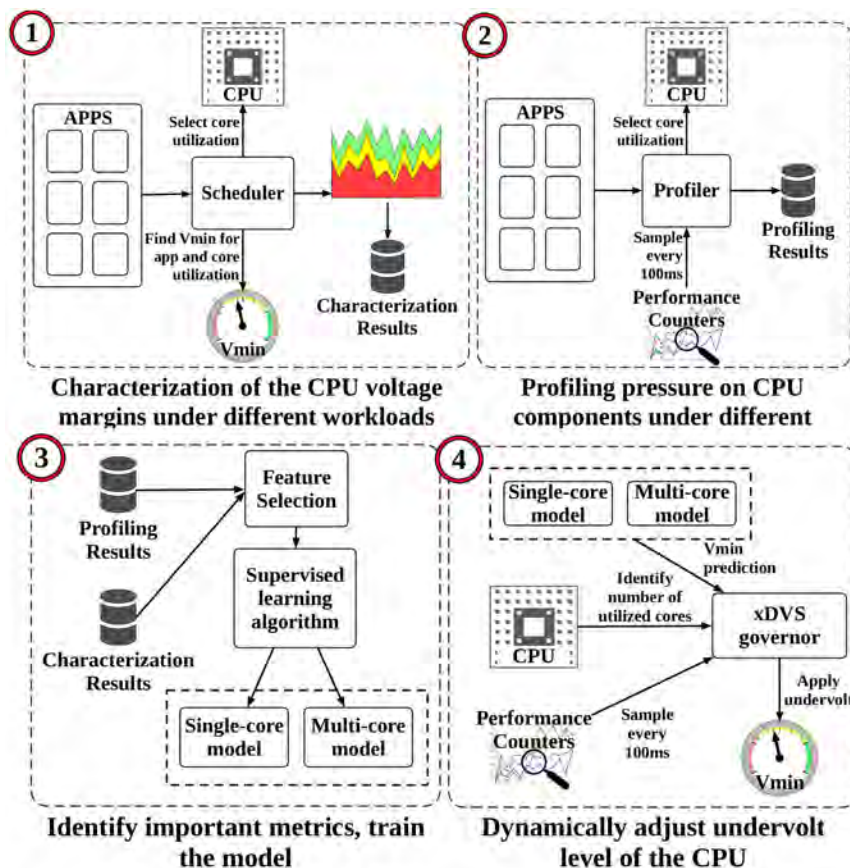 1
CPU
APPS
Select core
utilization
Scheduler
Find Vmin for
app and core
utilization
Vmin
Characterization
Results
Characterization of the CPU voltage
margins under different workloads
2
CPU
APPS
Select core
utilization
Profiler
Profiling
Results
Sample
every
100ms
Performance
Counters
Profiling pressure on CPU
components under different
3
Profiling
Results
Feature
Selection
Supervised
learning
algorithm
Characterization
Results
Single-core
model
Multi-core
model
Identify important metrics, train
the model
4
Single-core
model
Multi-core
model
Vmin
prediction
Identify
number of
utilized cores
CPU
xDVS
governor
Apply
undervolt
Performance
Counters
Sample
every
100ms
Vmin
Dynamically adjust undervolt
level of the CPU